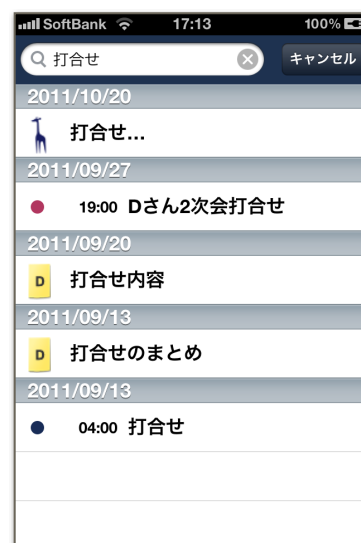 SoftBank 17:13 100%
打合せ キャンセル
2011/10/20
打合せ...
2011/09/27
19:00 Dさん2次会打合せ
2011/09/20
D 打合せ内容
2011/09/13
D 打合せのまとめ
2011/09/13
04:00 打合せ